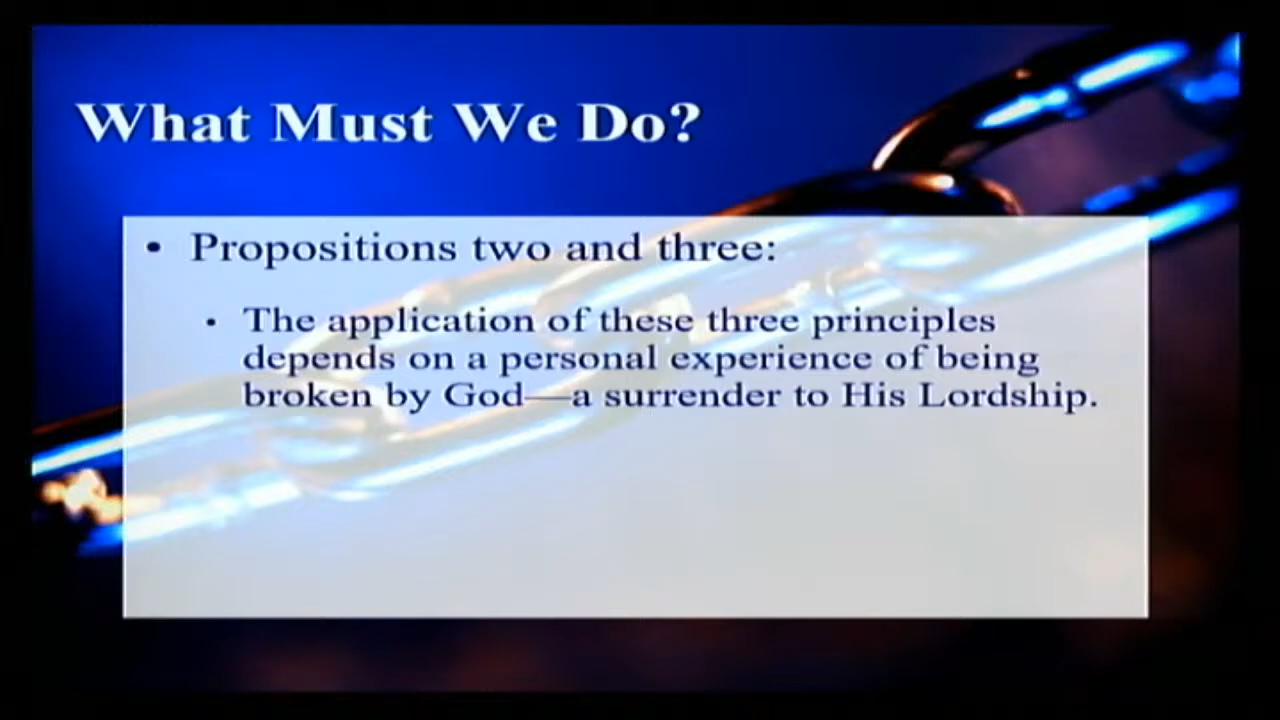 What Must We Do?
• Propositions two and three:
• The application of these three principles
depends on a personal experience of being
broken by God—a surrender to His Lordship.